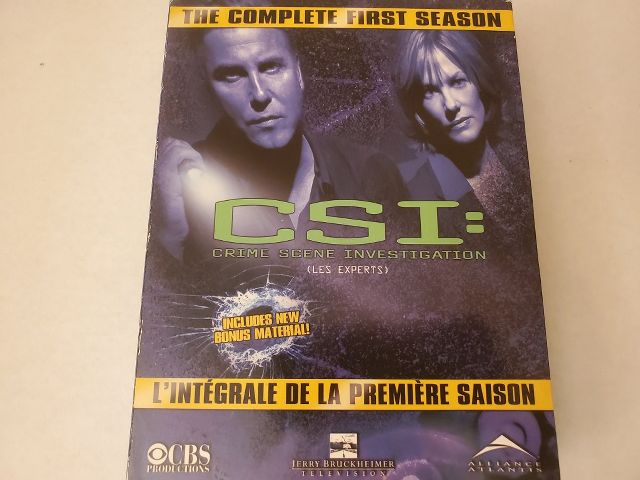 THE COMPLETE FIRST SEASON
CSI:
CRIME SCENE INVESTIGATION
(LES EXPERTS)
INCLUDES NEW
BONUS MATERIAL!
L'INTÉGRALE DE LA PREMIÈRE SAISON
CBS
PRODUCTIONS
JERRY BRUCKHEIMER
TELEVISION
ALLIANCE
ATLANTIS